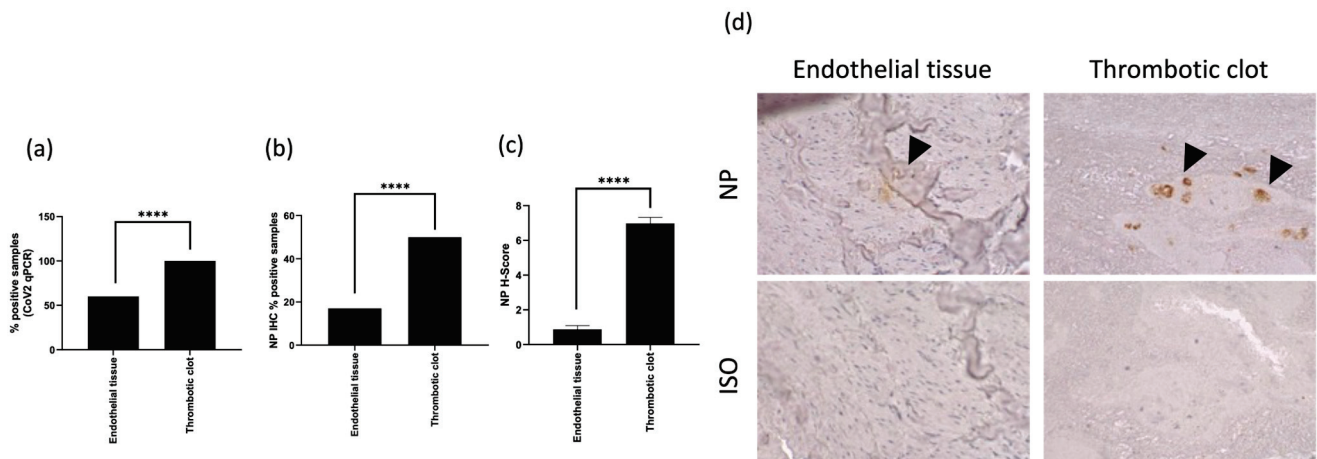 (a)
****
% positive samples
(CoV2 qPCR)
150
100
50
0
Endothelial tissue
Thrombotic clot
(b)
****
NP IHC % positive samples
60
40
20
0
Endothelial tissue
Thrombotic clot
(c)
****
NP H-Score
8
6
4
2
0
Endothelial tissue
Thrombotic clot
(d)
Endothelial tissue
Thrombotic clot
NP
ISO